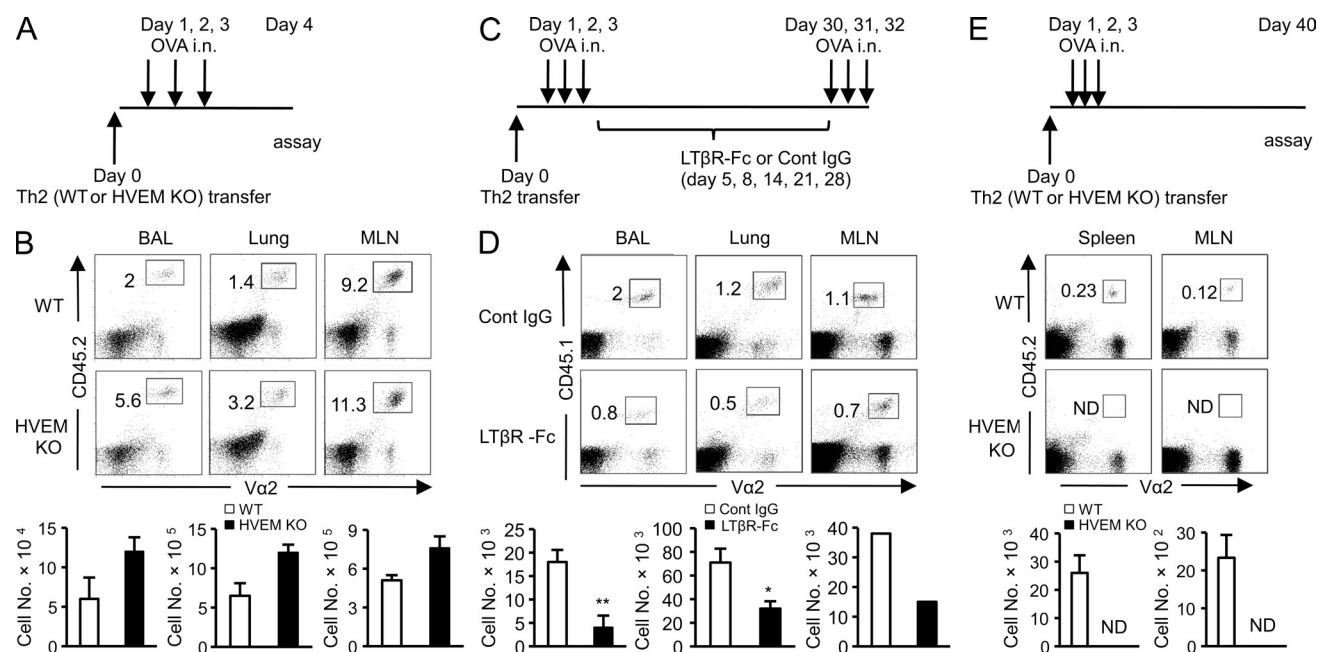 A
Day 1, 2, 3
Day 4
OVA i.n.
assay
Day 0
Th2 (WT or HVEM KO) transfer
C
Day 1, 2, 3
Day 30, 31, 32
OVA i.n.
OVA i.n.
LTβR-Fc or Cont IgG
(day 5, 8, 14, 21, 28)
Day 0
Th2 transfer
E
Day 1, 2, 3
Day 40
OVA i.n.
assay
Day 0
Th2 (WT or HVEM KO) transfer
B
BAL
Lung
MLN
WT
2
1.4
9.2
CD45.2
HVEM
KO
5.6
3.2
11.3
Vα2
WT
HVEM KO
Cell No. × 10 4
15
10
5
0
Cell No. × 10 5
15
10
5
0
Cell No. × 10 5
9
6
3
0
D
BAL
Lung
MLN
Cont IgG
2
1.2
1.1
CD45.1
LTβR -Fc
0.8
0.5
0.7
Vα2
Cont IgG
LTβR-Fc
Cell No. × 10 3
25
20
15
10
5
0
**
Cell No. × 10 3
100
80
60
40
20
0
*
Cell No. × 10 3
40
30
20
10
0
Spleen
MLN
WT
0.23
0.12
CD45.2
HVEM
KO
ND
ND
Vα2
WT
HVEM KO
Cell No. × 10 3
40
30
20
10
0
ND
Cell No. × 10 2
30
20
10
0
ND